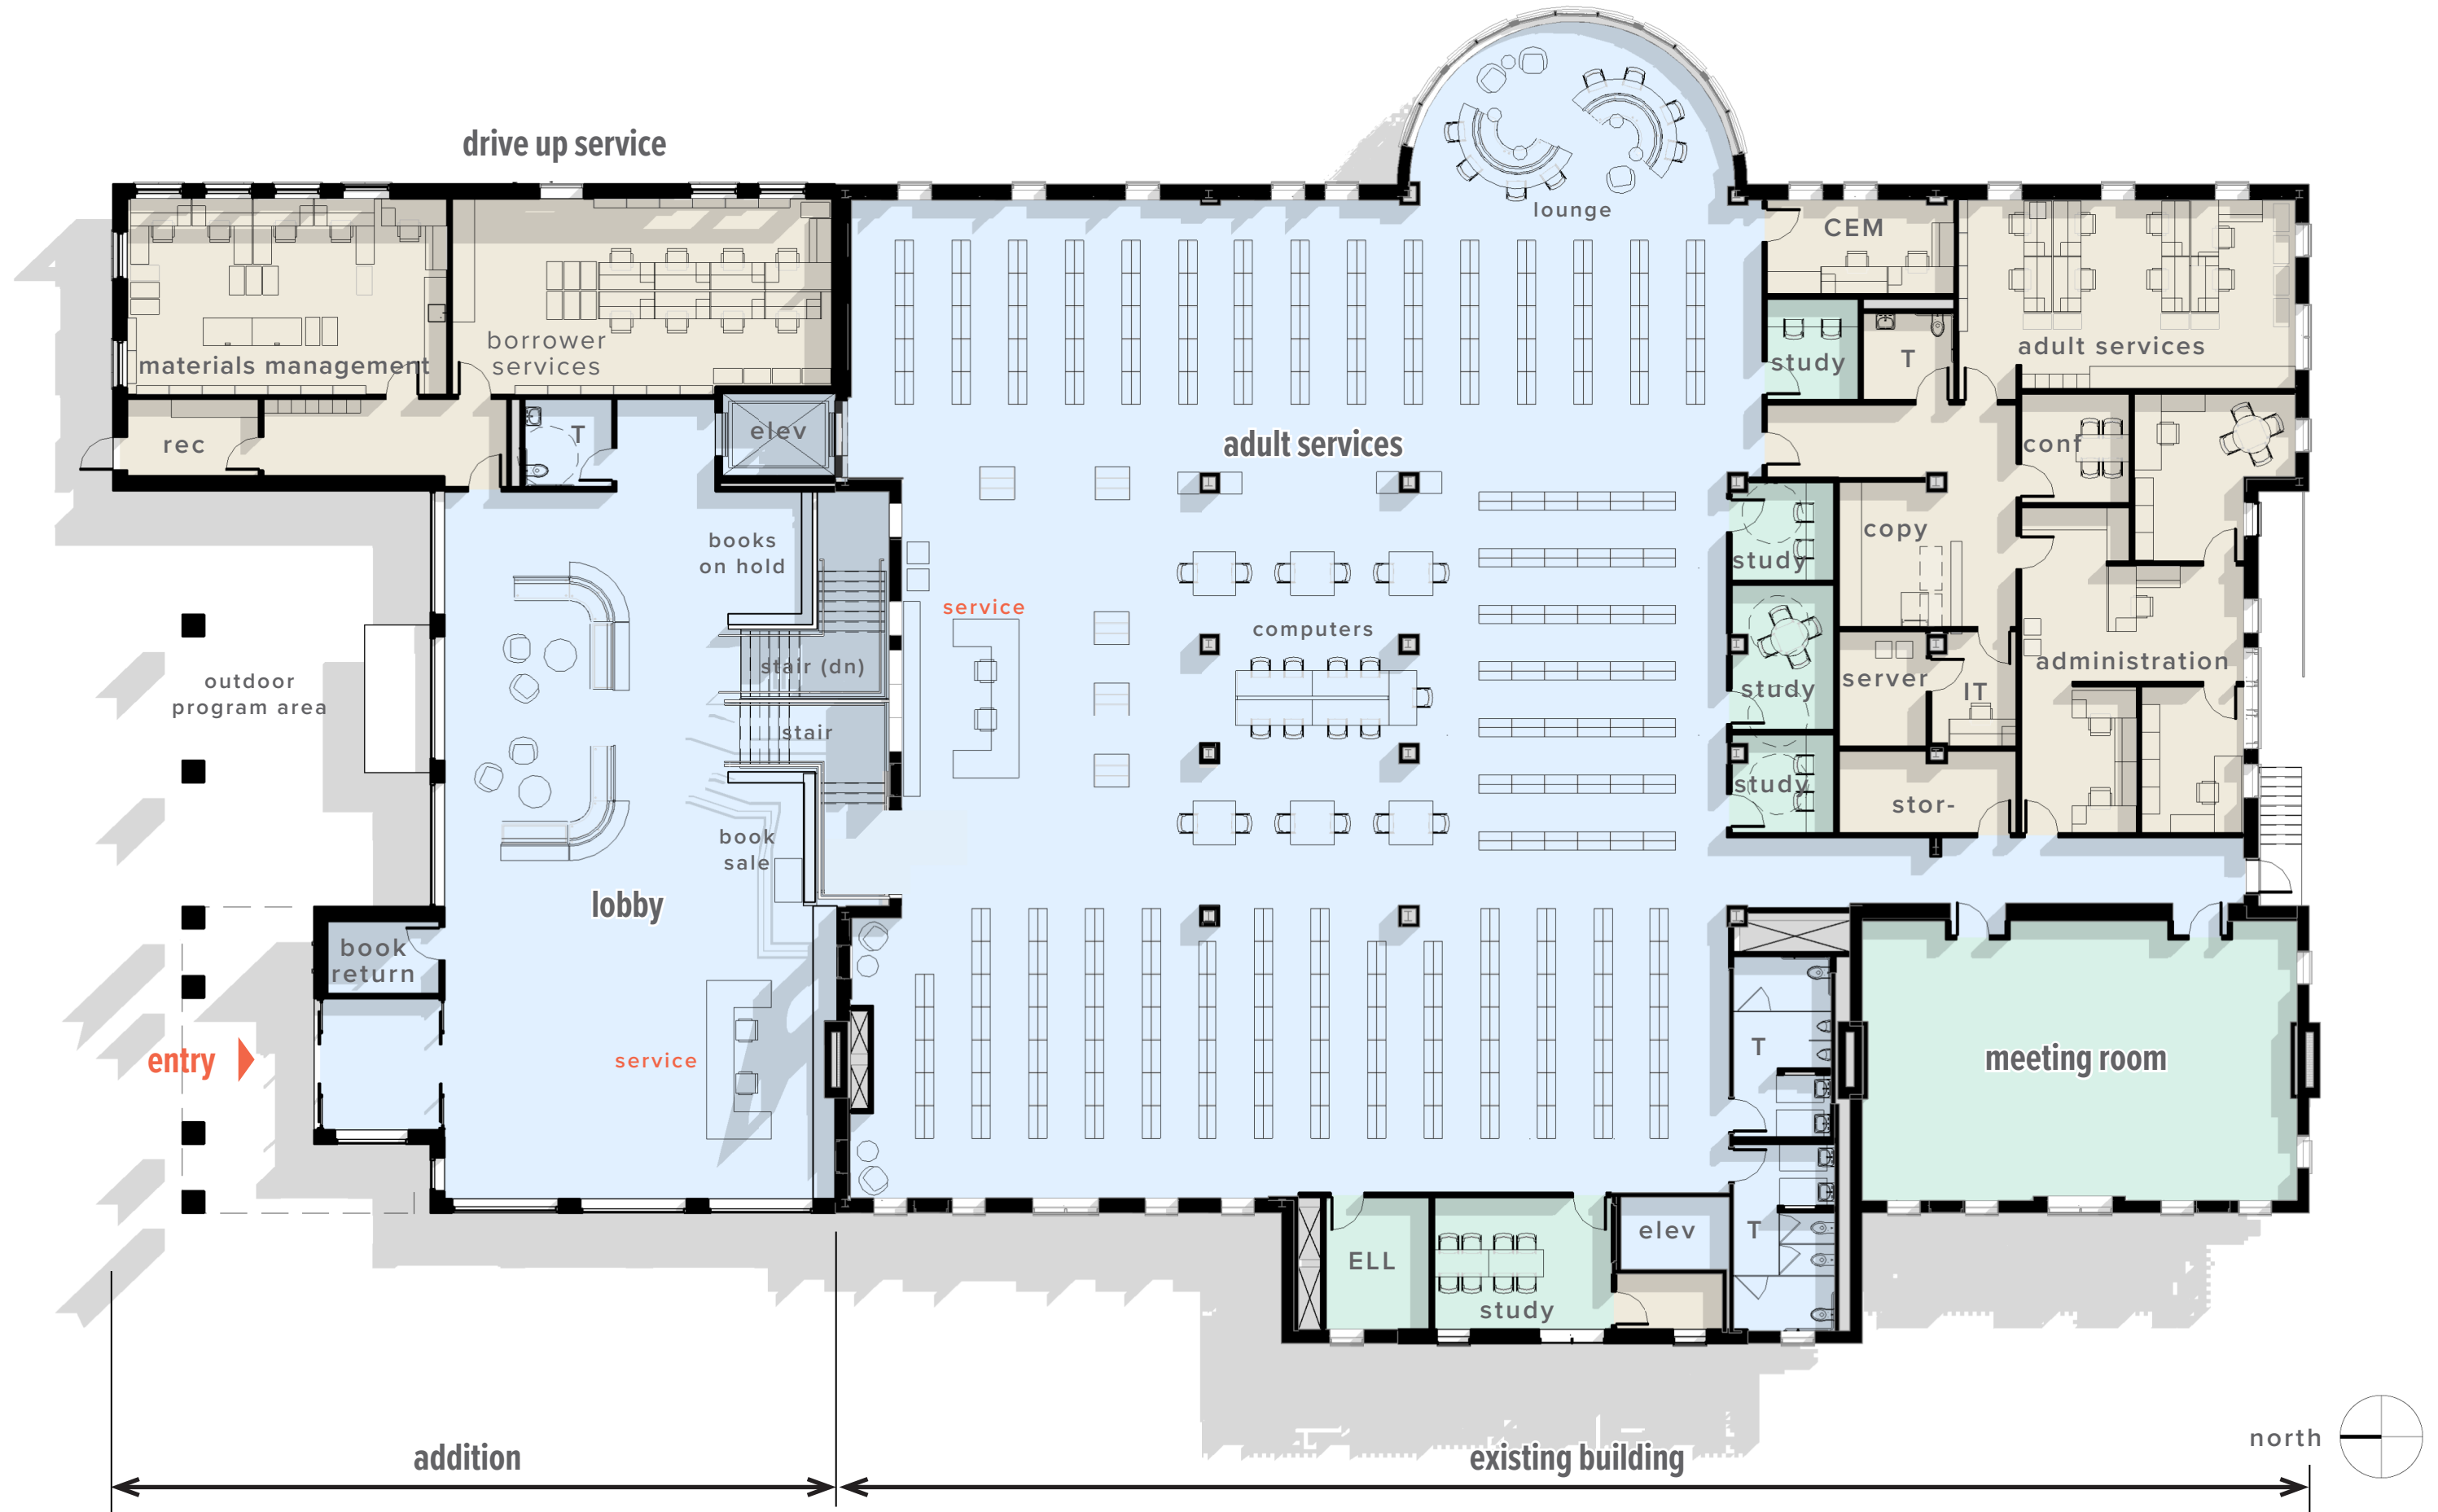 drive up service
lounge
CEM
materials management
borrower
services
study
T
adult services
rec
T
elev
adult services
conf
books
on hold
copy
study
service
computers
outdoor
program area
stair (dn)
study
server
IT
administration
stair
study
stor-
book
sale
lobby
book
return
entry
service
T
meeting room
ELL
study
elev
T
addition
existing building
north